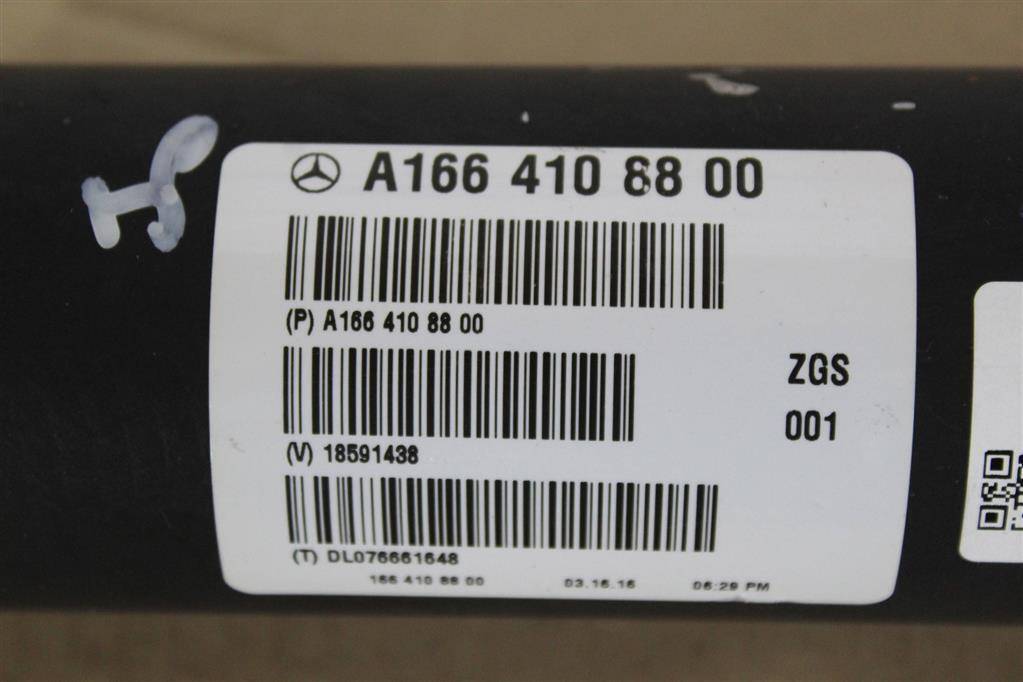 A166 410 88 00
(P) A166 410 88 00
ZGS
001
(V) 18591438
(T) DL076661648
166 410 88 00 03.16.16 06:29 PM